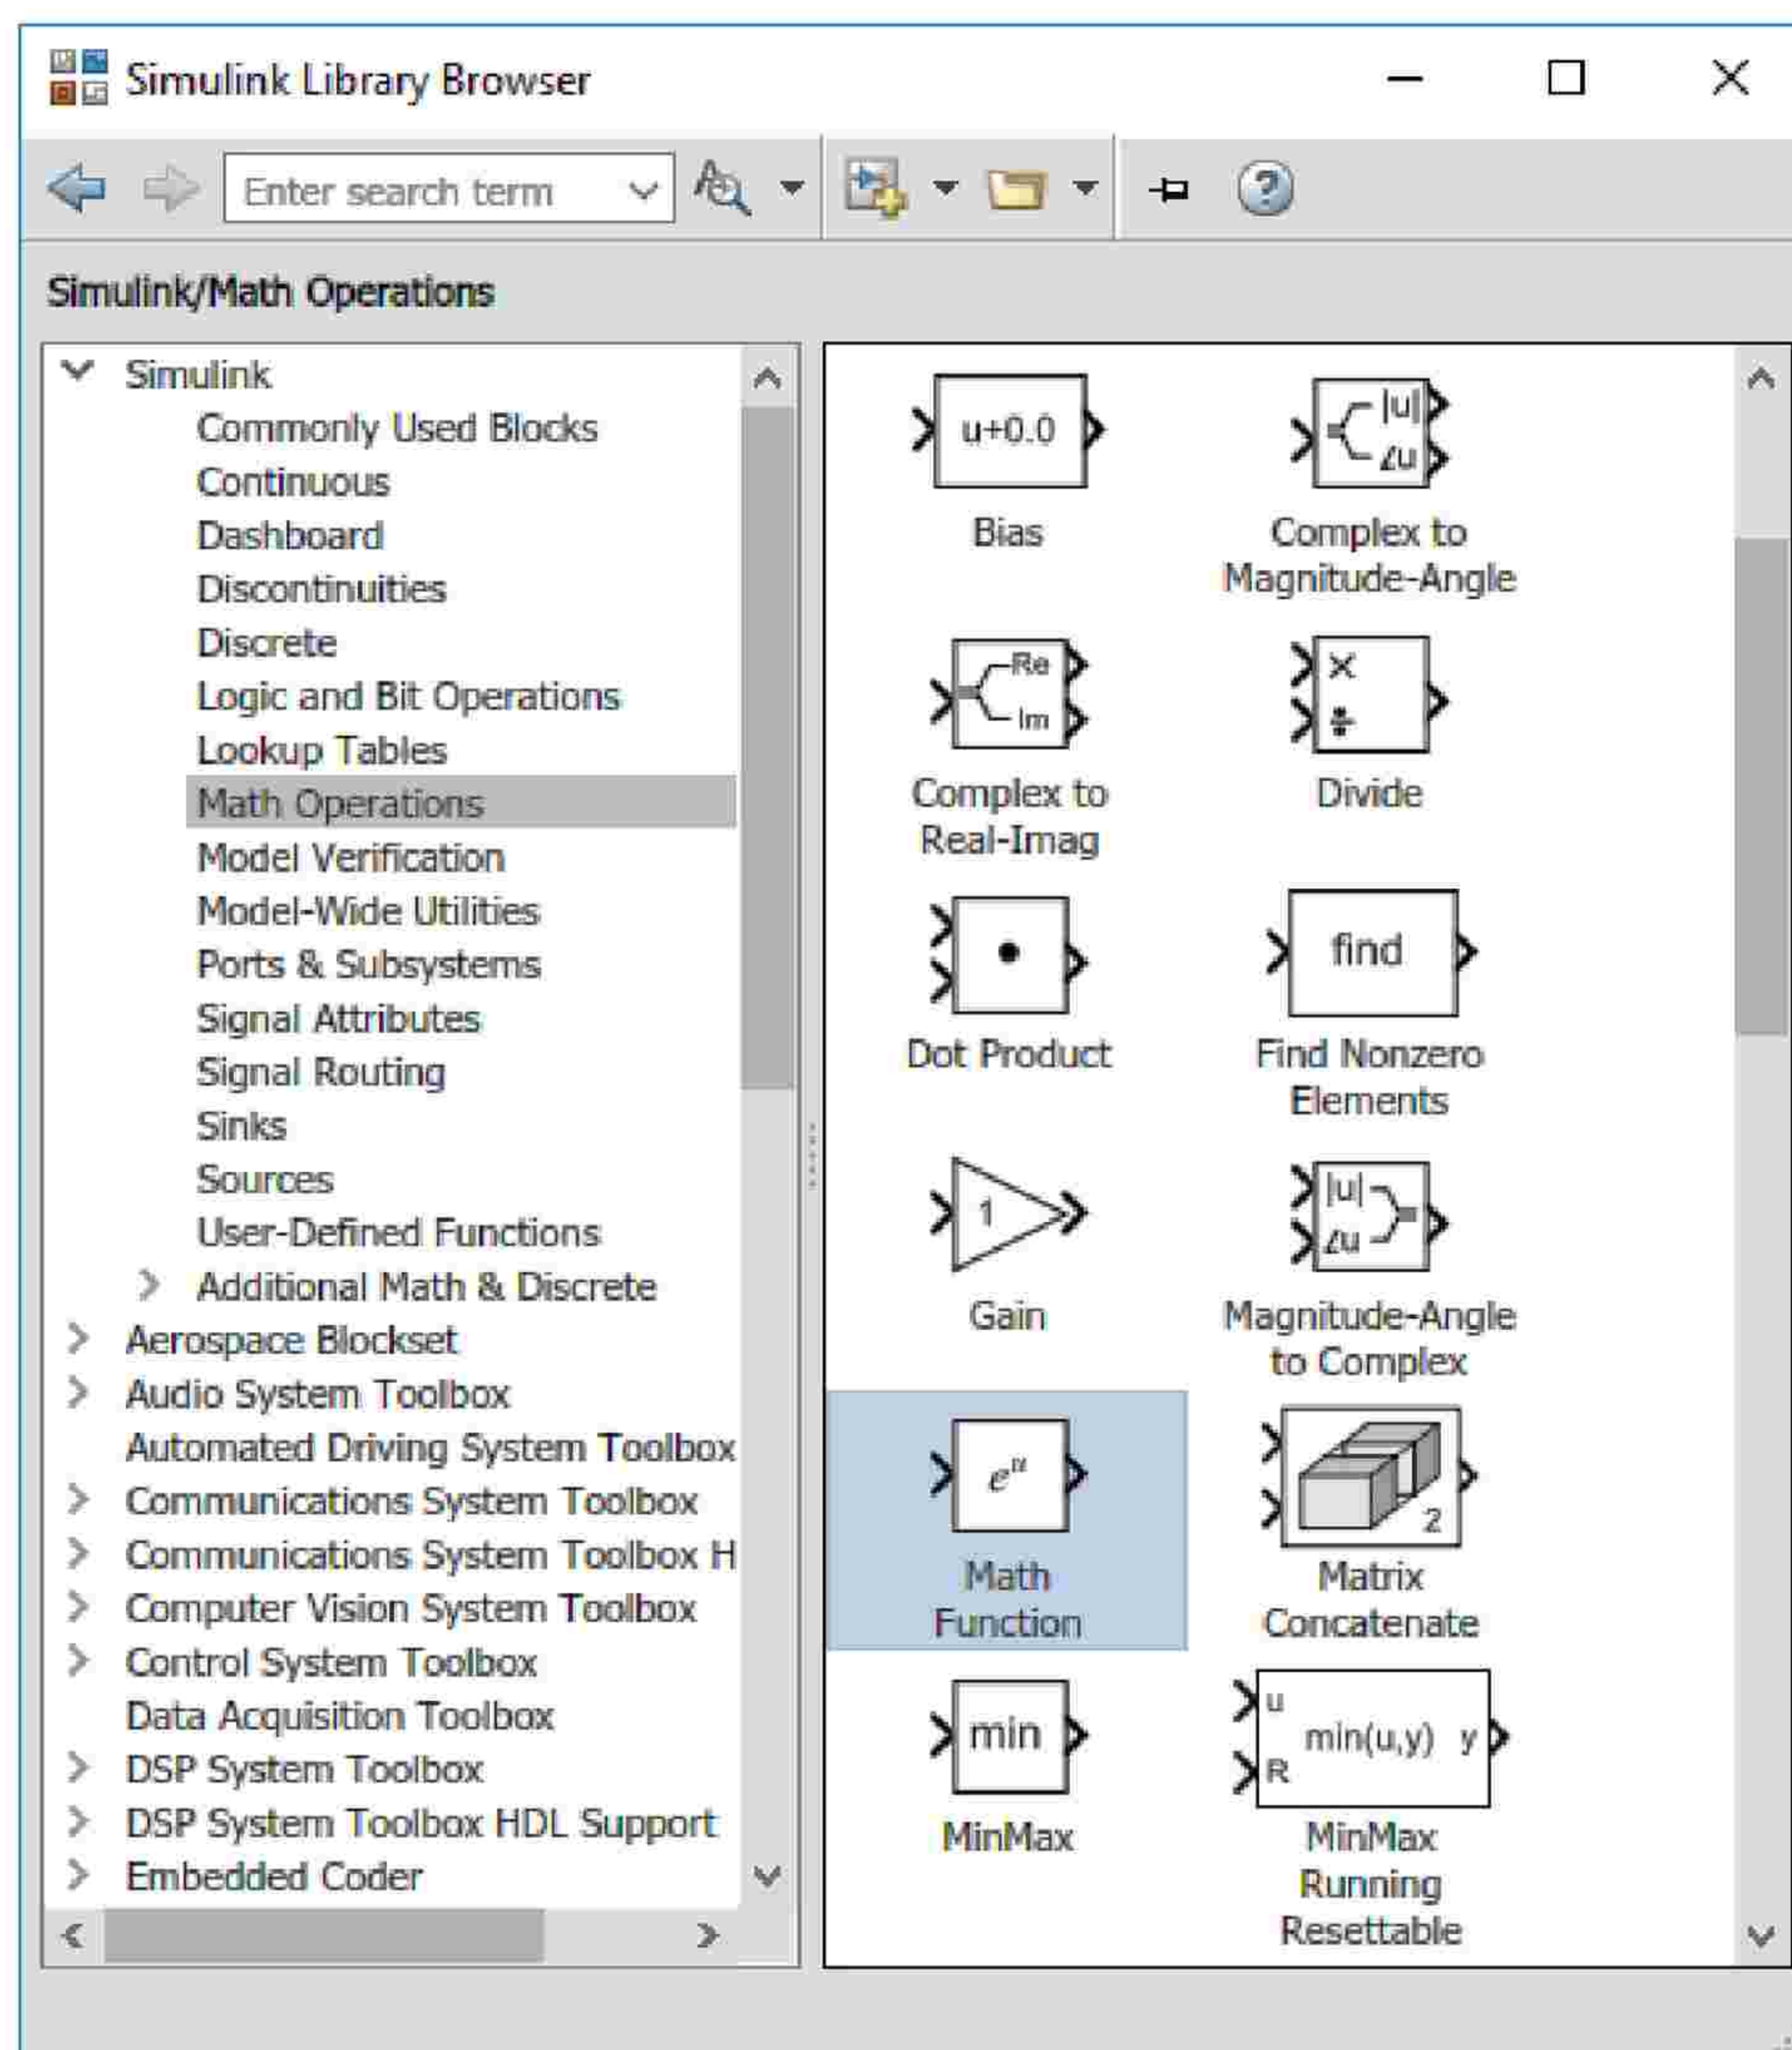 Simulink Library Browser
Enter search term
Simulink/Math Operations
Simulink
Commonly Used Blocks
Continuous
Dashboard
Discontinuities
Discrete
Logic and Bit Operations
Lookup Tables
Math Operations
Model Verification
Model-Wide Utilities
Ports & Subsystems
Signal Attributes
Signal Routing
Sinks
Sources
User-Defined Functions
Additional Math & Discrete
Aerospace Blockset
Audio System Toolbox
Automated Driving System Toolbox
Communications System Toolbox
Communications System Toolbox H
Computer Vision System Toolbox
Control System Toolbox
Data Acquisition Toolbox
DSP System Toolbox
DSP System Toolbox HDL Support
Embedded Coder
u+0.0
Bias
|u|
∠u
Complex to
Magnitude-Angle
Re
Im
Complex to
Real-Imag
×
÷
Divide
Dot Product
find
Find Nonzero
Elements
1
Gain
|u|
∠u
Magnitude-Angle
to Complex
e^u
Math
Function
2
Matrix
Concatenate
min
MinMax
u
min(u,y) y
R
MinMax
Running
Resettable